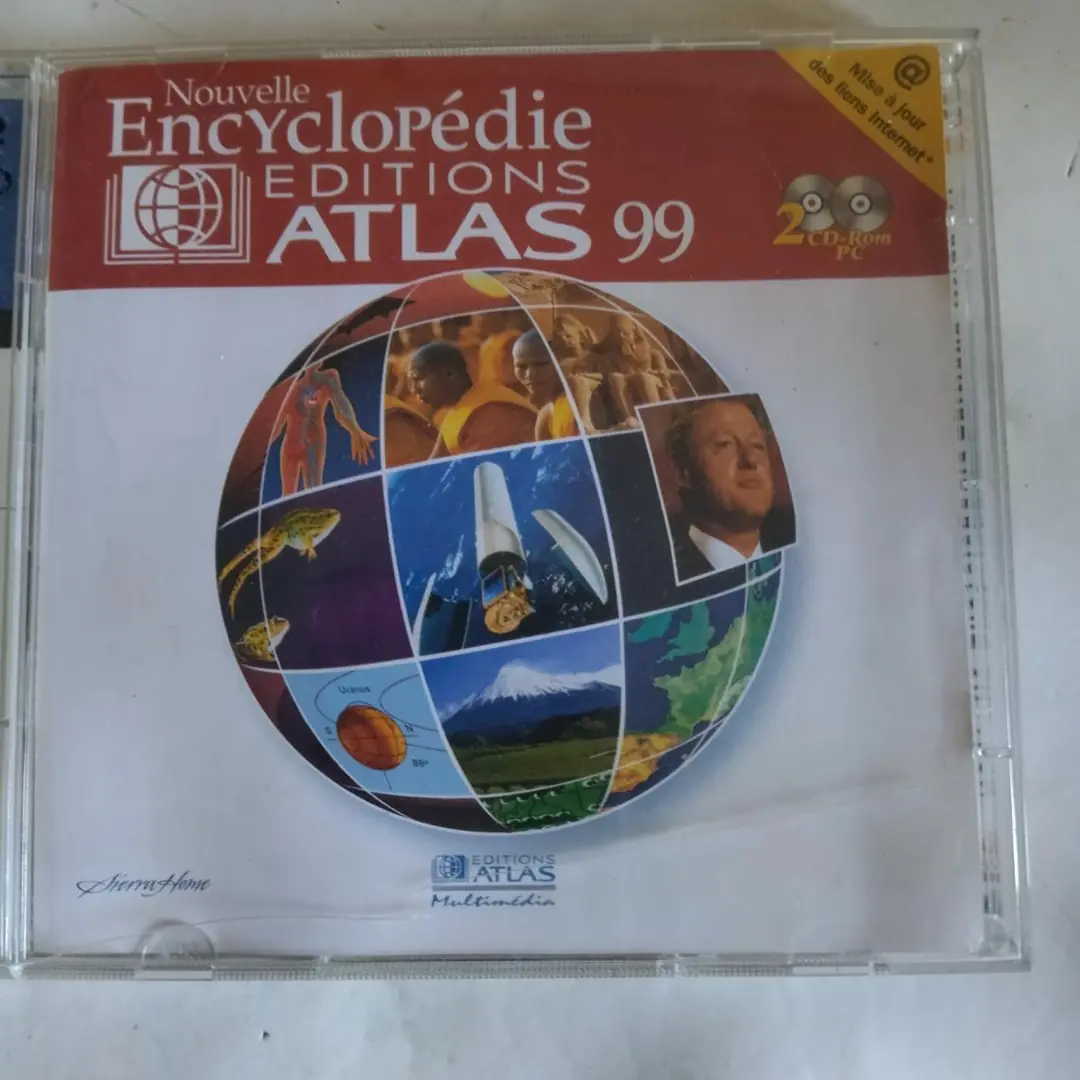 Nouvelle
Encyclopédie
EDITIONS
ATLAS 99
@
Mise à jour
des liens Internet*
2 CD-Rom
PC
Uranus
S
N
98°
SierraHome
EDITIONS
ATLAS
Multimédia